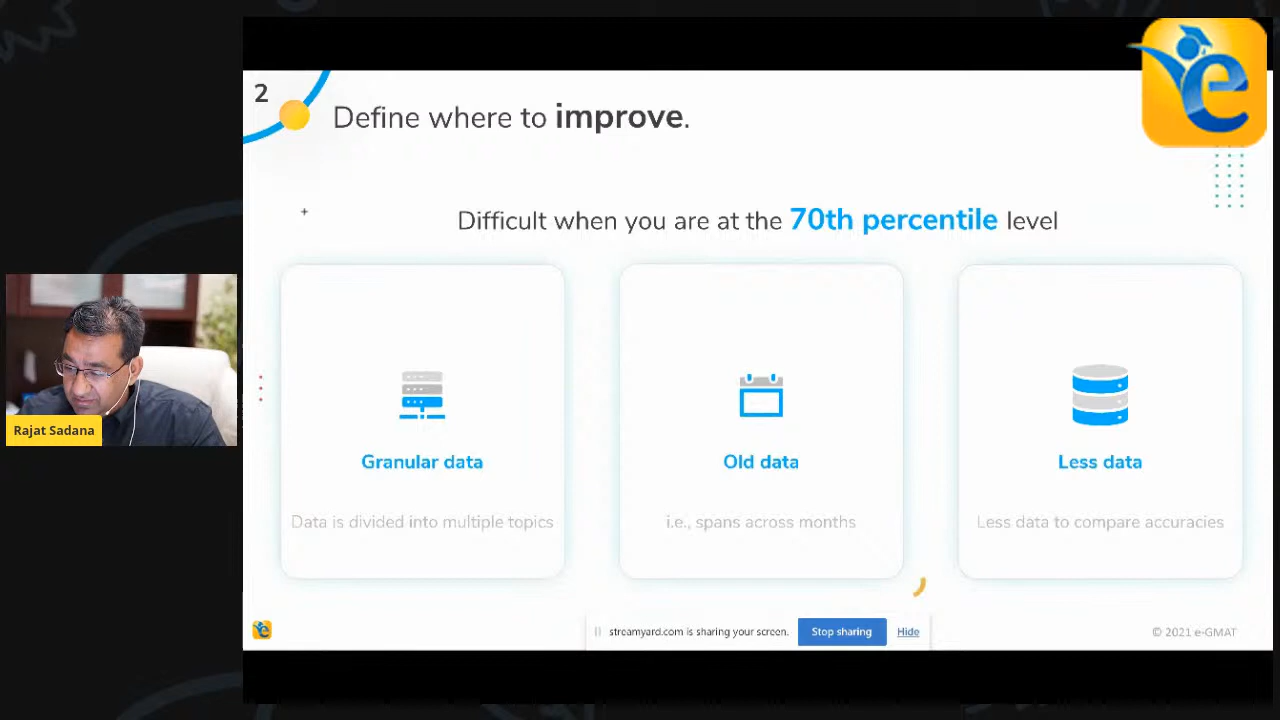 2
Define where to improve.
Difficult when you are at the 70th percentile level
Granular data
Data is divided into multiple topics
Old data
i.e., spans across months
Less data
Less data to compare accuracies
Rajat Sadana
streamyard.com is sharing your screen.
Stop sharing
Hide
© 2021 e-GMAT